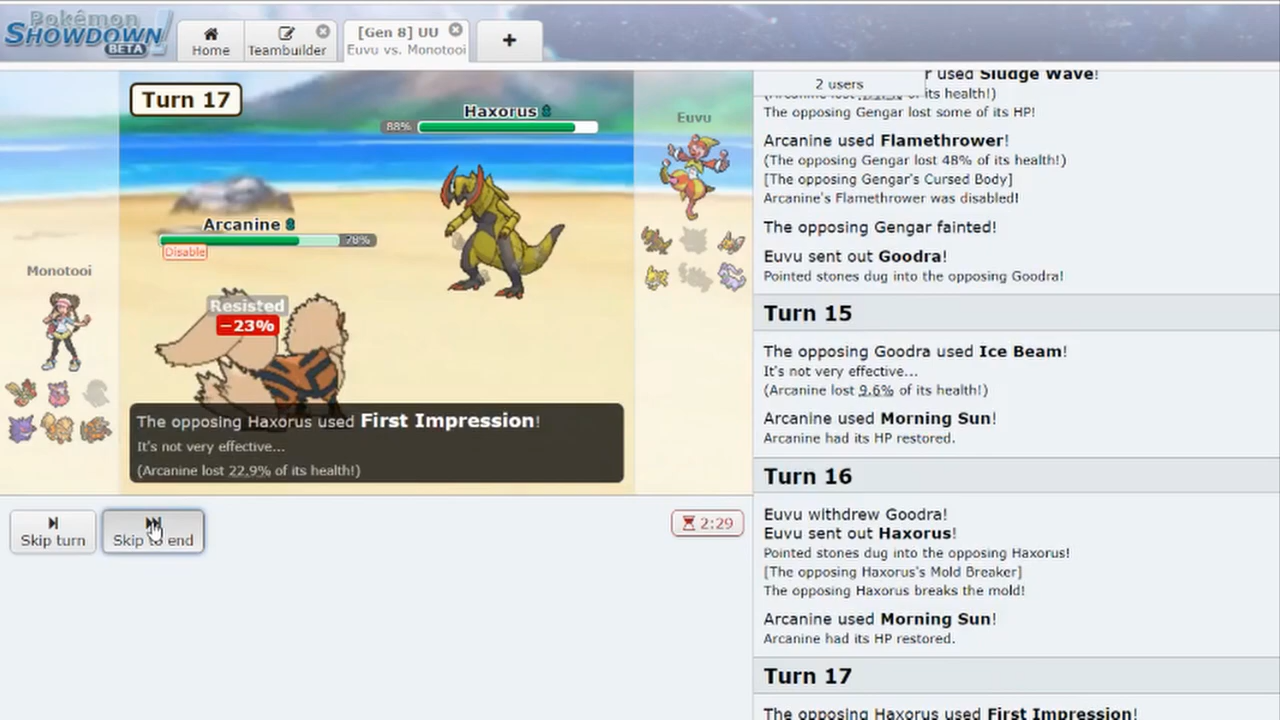 Pokémon
SHOWDOWN!
BETA
Home
Teambuilder
[Gen 8] UU
Euvu vs. Monotooi
+
Turn 17
Haxorus
88%
Euvu
Arcanine
78%
Disable
Monotooi
Resisted
−23%
The opposing Haxorus used First Impression!
It's not very effective...
(Arcanine lost 22.9% of its health!)
Skip turn
Skip to end
2:29
2 users
r used Sludge Wave!
of its health!)
The opposing Gengar lost some of its HP!
Arcanine used Flamethrower!
(The opposing Gengar lost 48% of its health!)
[The opposing Gengar's Cursed Body]
Arcanine's Flamethrower was disabled!
The opposing Gengar fainted!
Euvu sent out Goodra!
Pointed stones dug into the opposing Goodra!
Turn 15
The opposing Goodra used Ice Beam!
It's not very effective...
(Arcanine lost 9.6% of its health!)
Arcanine used Morning Sun!
Arcanine had its HP restored.
Turn 16
Euvu withdrew Goodra!
Euvu sent out Haxorus!
Pointed stones dug into the opposing Haxorus!
[The opposing Haxorus's Mold Breaker]
The opposing Haxorus breaks the mold!
Arcanine used Morning Sun!
Arcanine had its HP restored.
Turn 17
The opposing Haxorus used First Impression!